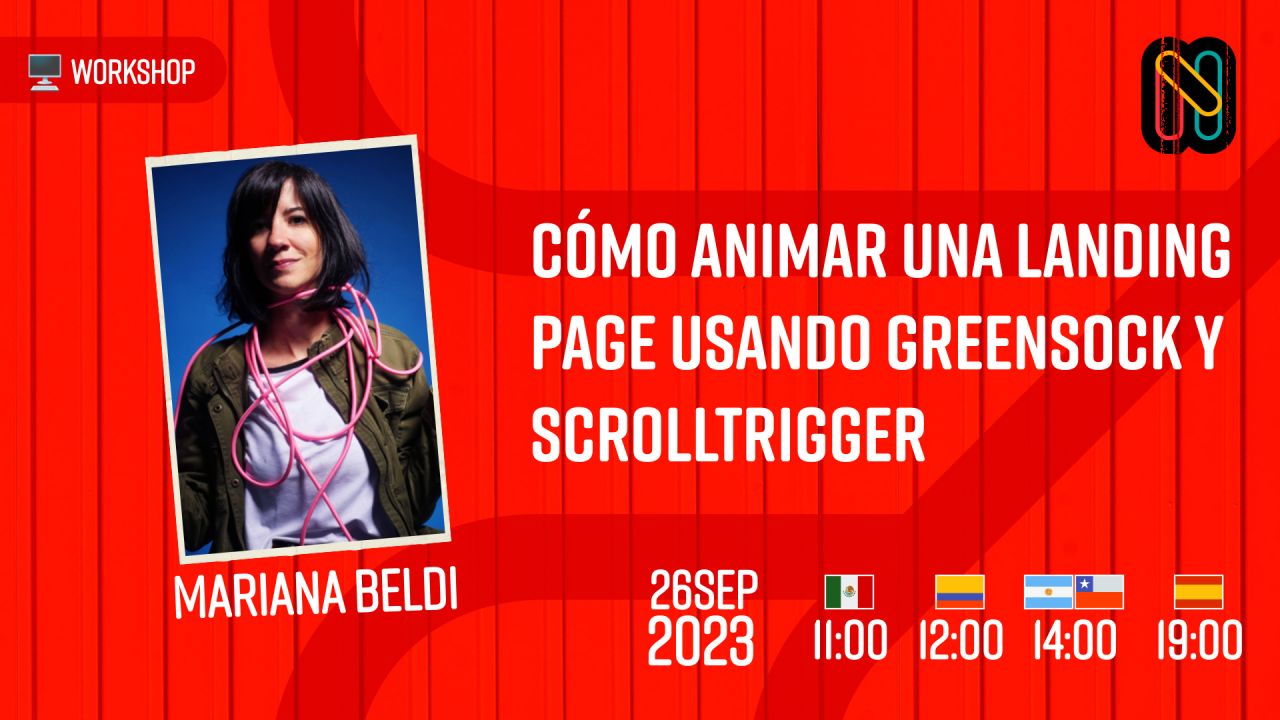 WORKSHOP
CÓMO ANIMAR UNA LANDING
PAGE USANDO GREENSOCK Y
SCROLLTRIGGER
MARIANA BELDI
26SEP
2023
11:00
12:00
14:00
19:00